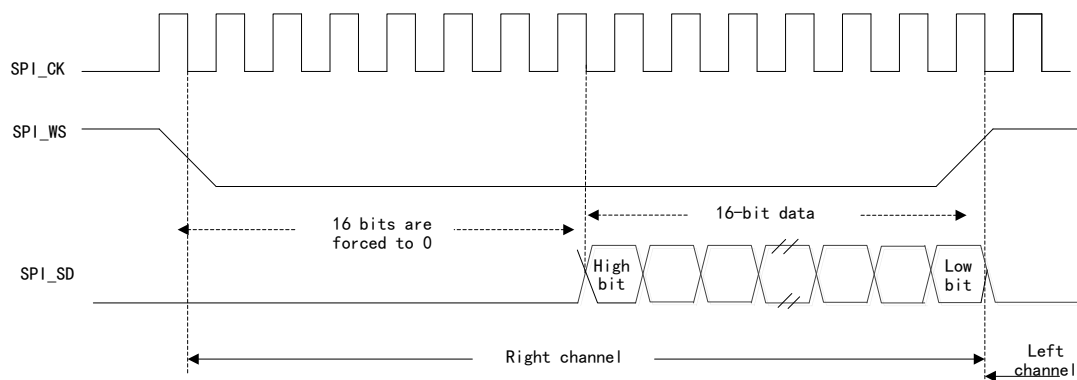 SPI_CK
SPI_WS
16 bits are
forced to 0
16-bit data
SPI_SD
High
bit
Low
bit
Right channel
Left
channel